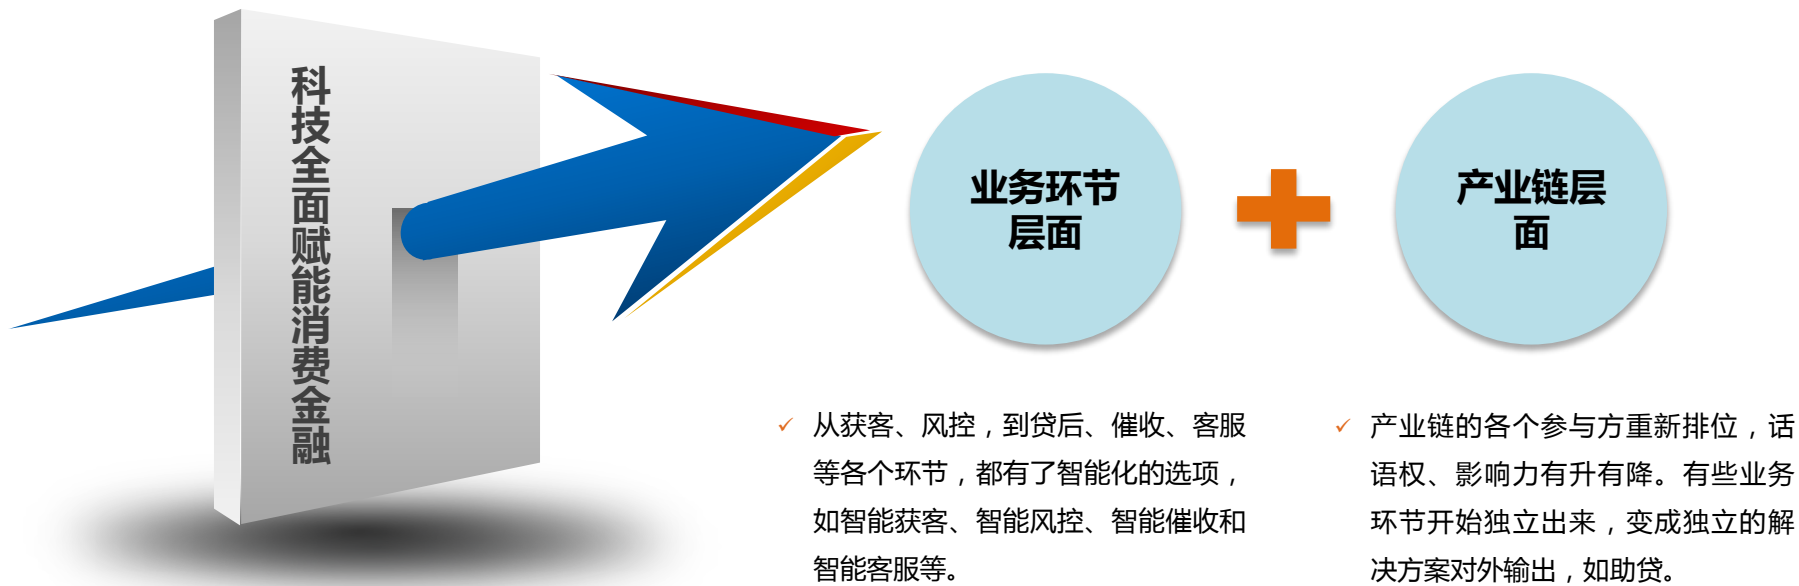 科技全面赋能消费金融
业务环节
层面
产业链层
面
✓ 从获客、风控，到贷后、催收、客服
等各个环节，都有了智能化的选项，
如智能获客、智能风控、智能催收和
智能客服等。
✓ 产业链的各个参与方重新排位，话
语权、影响力有升有降。有些业务
环节开始独立出来，变成独立的解
决方案对外输出，如助贷。